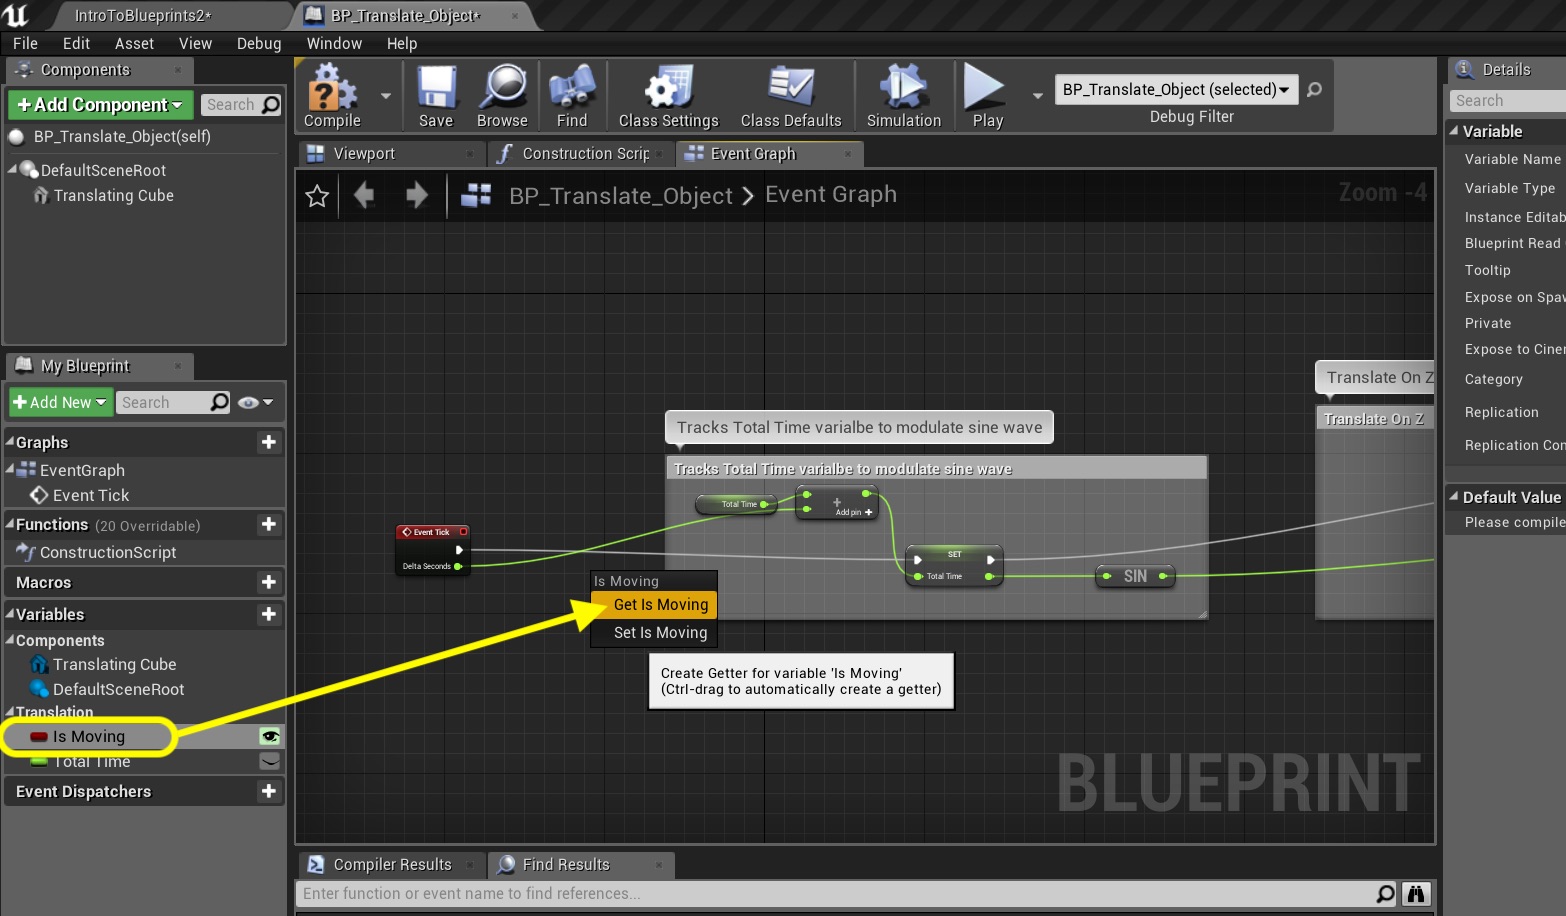 IntroToBlueprints2*
BP_Translate_Object*
File Edit Asset View Debug Window Help
Components
+Add Component
Search
BP_Translate_Object(self)
DefaultSceneRoot
Translating Cube
My Blueprint
+Add New
Search
Graphs
EventGraph
Event Tick
Functions (20 Overridable)
ConstructionScript
Macros
Variables
Components
Translating Cube
DefaultSceneRoot
Translation
Is Moving
Total Time
Event Dispatchers
Compile
Save
Browse
Find
Class Settings
Class Defaults
Simulation
Play
BP_Translate_Object (selected)
Debug Filter
Viewport
Construction Scrip
Event Graph
BP_Translate_Object > Event Graph
Zoom -4
Tracks Total Time varialbe to modulate sine wave
Tracks Total Time varialbe to modulate sine wave
Total Time
+
Add pin +
Event Tick
Delta Seconds
SET
Total Time
SIN
Translate On Z
Translate On Z
Is Moving
Get Is Moving
Set Is Moving
Create Getter for variable 'Is Moving'
(Ctrl-drag to automatically create a getter)
BLUEPRINT
Compiler Results
Find Results
Enter function or event name to find references...
Details
Search
Variable
Variable Name
Variable Type
Instance Editab
Blueprint Read
Tooltip
Expose on Spaw
Private
Expose to Ciner
Category
Replication
Replication Con
Default Value
Please compile